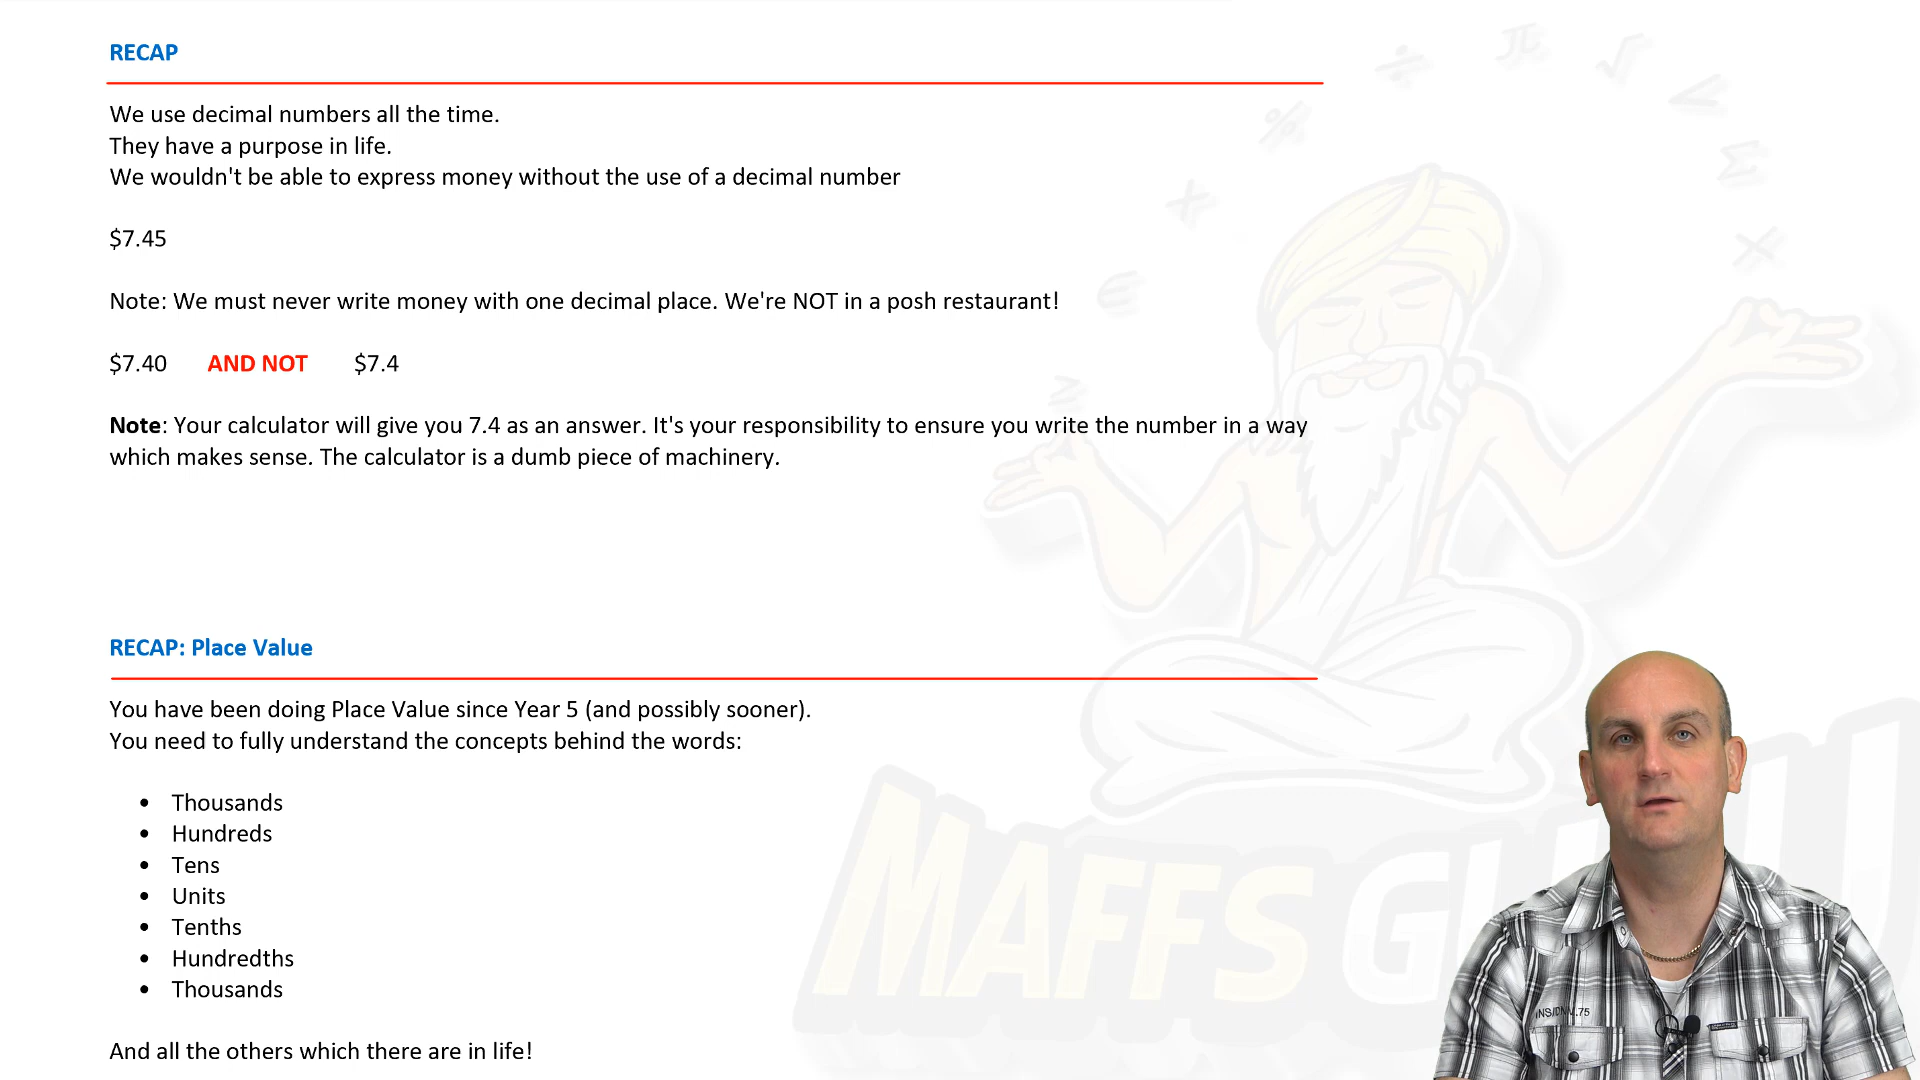 RECAP
We use decimal numbers all the time.
They have a purpose in life.
We wouldn't be able to express money without the use of a decimal number
$7.45
Note: We must never write money with one decimal place. We're NOT in a posh restaurant!
$7.40 AND NOT $7.4
Note: Your calculator will give you 7.4 as an answer. It's your responsibility to ensure you write the number in a way
which makes sense. The calculator is a dumb piece of machinery.
RECAP: Place Value
You have been doing Place Value since Year 5 (and possibly sooner).
You need to fully understand the concepts behind the words:
• Thousands
• Hundreds
• Tens
• Units
• Tenths
• Hundredths
• Thousands
And all the others which there are in life!
MAFFS